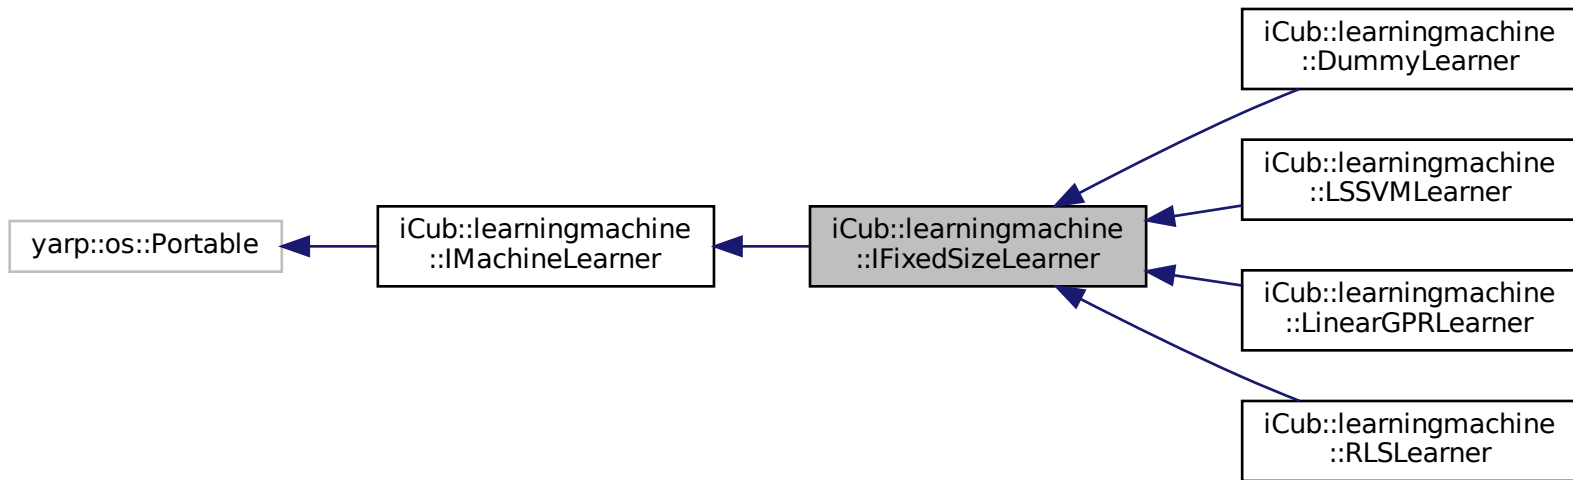 yarp::os::Portable
iCub::learningmachine
::IMachineLearner
iCub::learningmachine
::IFixedSizeLearner
iCub::learningmachine
::DummyLearner
iCub::learningmachine
::LSSVMLearner
iCub::learningmachine
::LinearGPRLearner
iCub::learningmachine
::RLSLearner